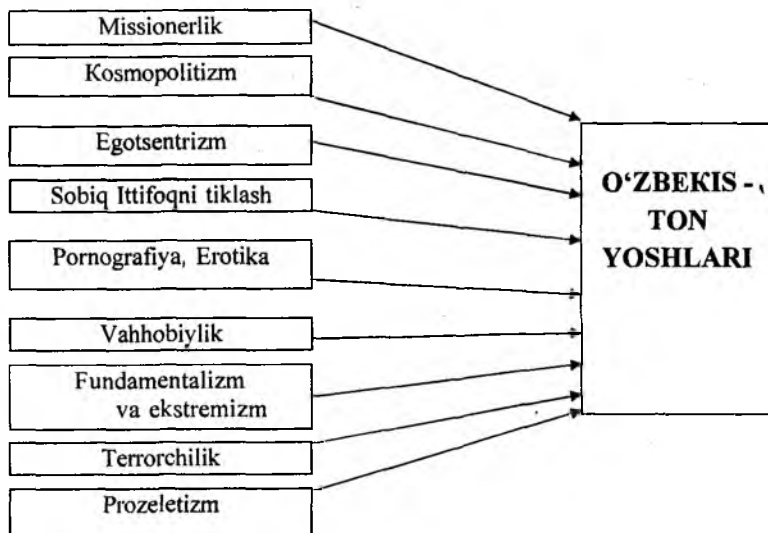 Missionerlik
Kosmopolitizm
Egotsentrizm
Sobiq Ittifoqni tiklash
Pornografiya, Erotika
Vahhobiylik
Fundamentalizm
va ekstremizm
Terrorchilik
Prozeletizm
O‘ZBEKIS -
TON
YOSHLARI